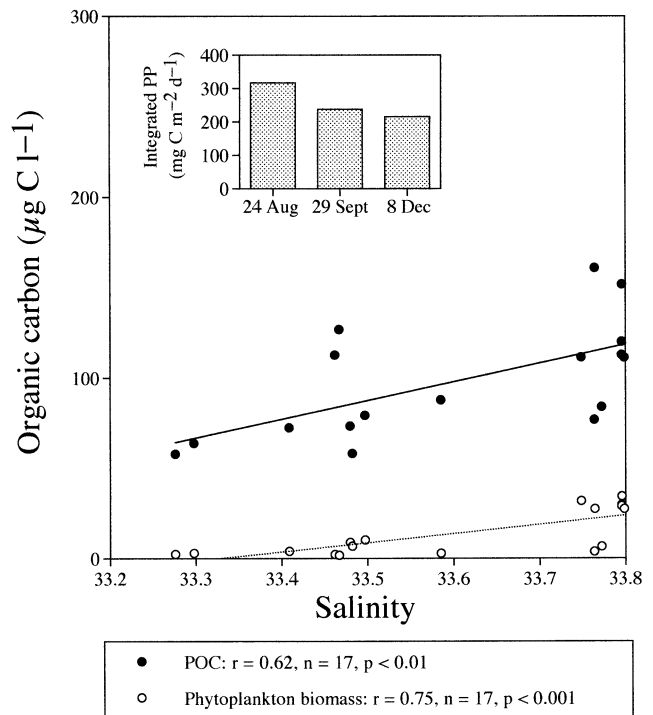 300
200
100
0
Organic carbon (µg C l−1)
400
300
200
100
0
Integrated PP
(mg C m−2 d−1)
24 Aug 29 Sept 8 Dec
33.2 33.3 33.4 33.5 33.6 33.7 33.8
Salinity
POC: r = 0.62, n = 17, p < 0.01
Phytoplankton biomass: r = 0.75, n = 17, p < 0.001